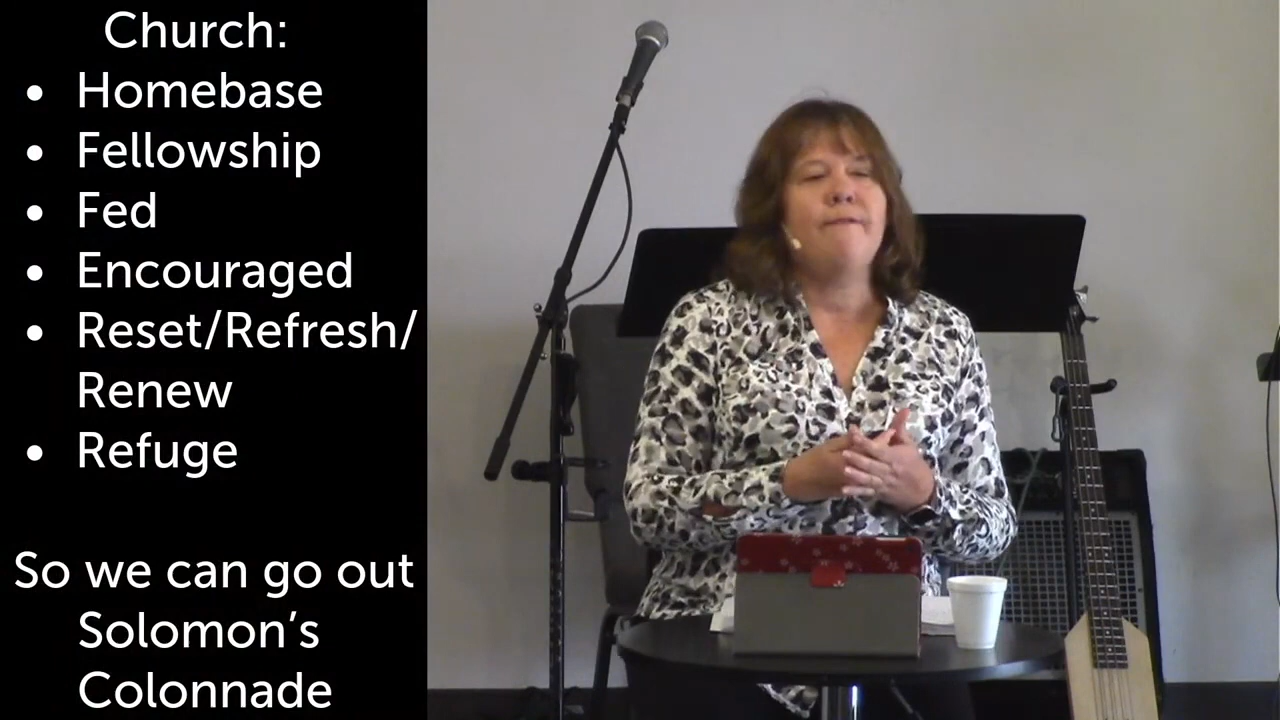 Church:
• Homebase
• Fellowship
• Fed
• Encouraged
• Reset/Refresh/
Renew
• Refuge
So we can go out
Solomon’s
Colonnade